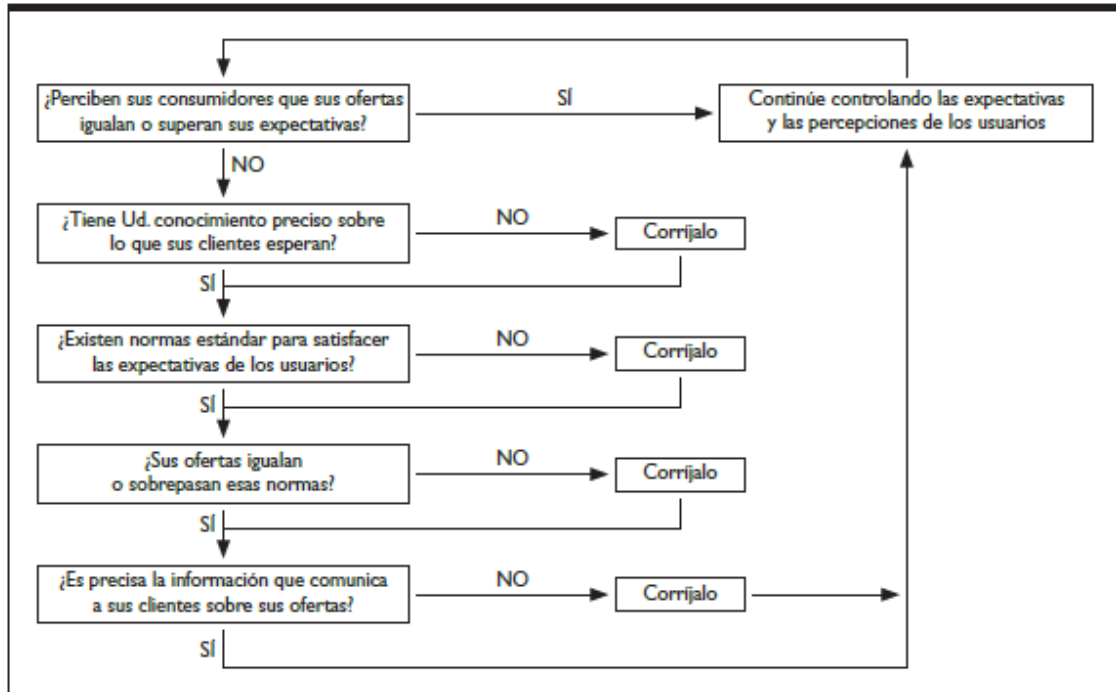 ¿Perciben sus consumidores que sus ofertas
igualan o superan sus expectativas?
SÍ
Continúe controlando las expectativas
y las percepciones de los usuarios
NO
¿Tiene Ud. conocimiento preciso sobre
lo que sus clientes esperan?
NO
Corríjalo
SÍ
¿Existen normas estándar para satisfacer
las expectativas de los usuarios?
NO
Corríjalo
SÍ
¿Sus ofertas igualan
o sobrepasan esas normas?
NO
Corríjalo
SÍ
¿Es precisa la información que comunica
a sus clientes sobre sus ofertas?
NO
Corríjalo
SÍ